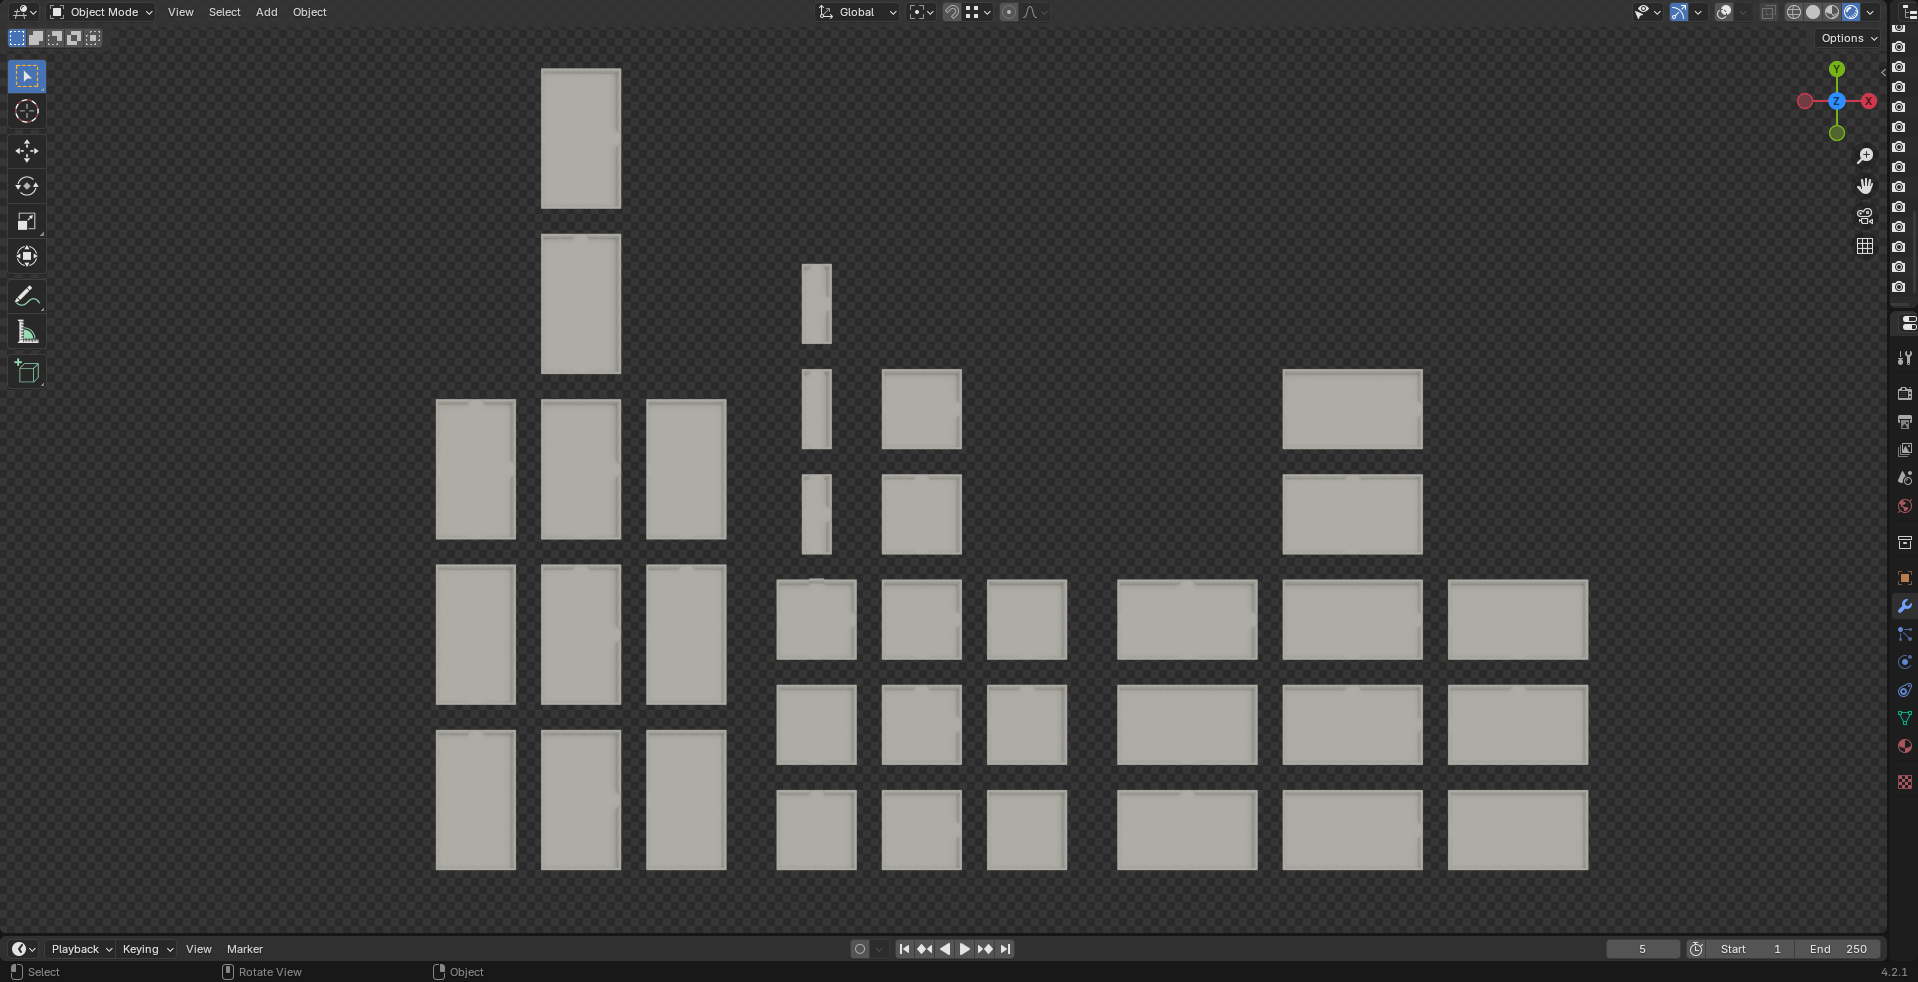 Object Mode View Select Add Object Global
Options
Y
Z X
Playback Keying View Marker 5 Start 1 End 250
Select Rotate View Object 4.2.1